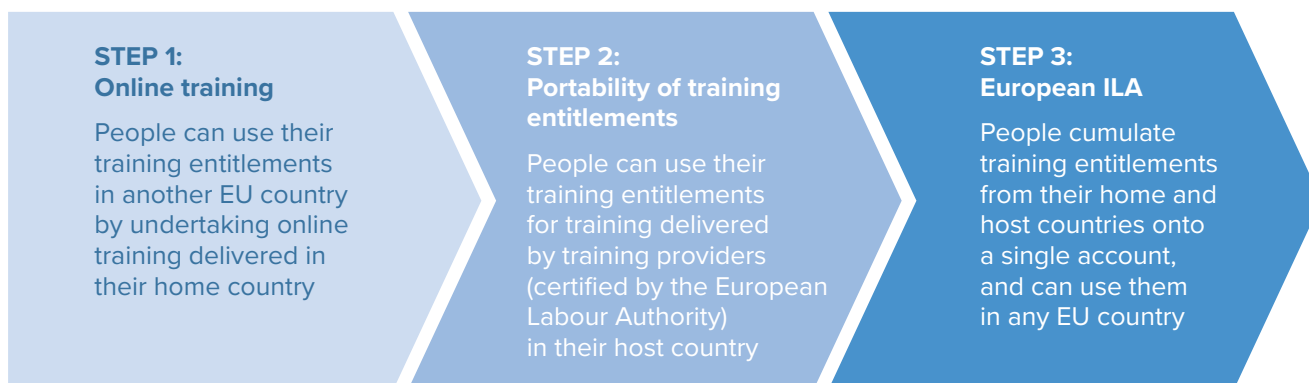 STEP 1:
Online training
People can use their
training entitlements
in another EU country
by undertaking online
training delivered in
their home country
STEP 2:
Portability of training
entitlements
People can use their
training entitlements
for training delivered
by training providers
(certified by the European
Labour Authority)
in their host country
STEP 3:
European ILA
People cumulate
training entitlements
from their home and
host countries onto
a single account,
and can use them
in any EU country